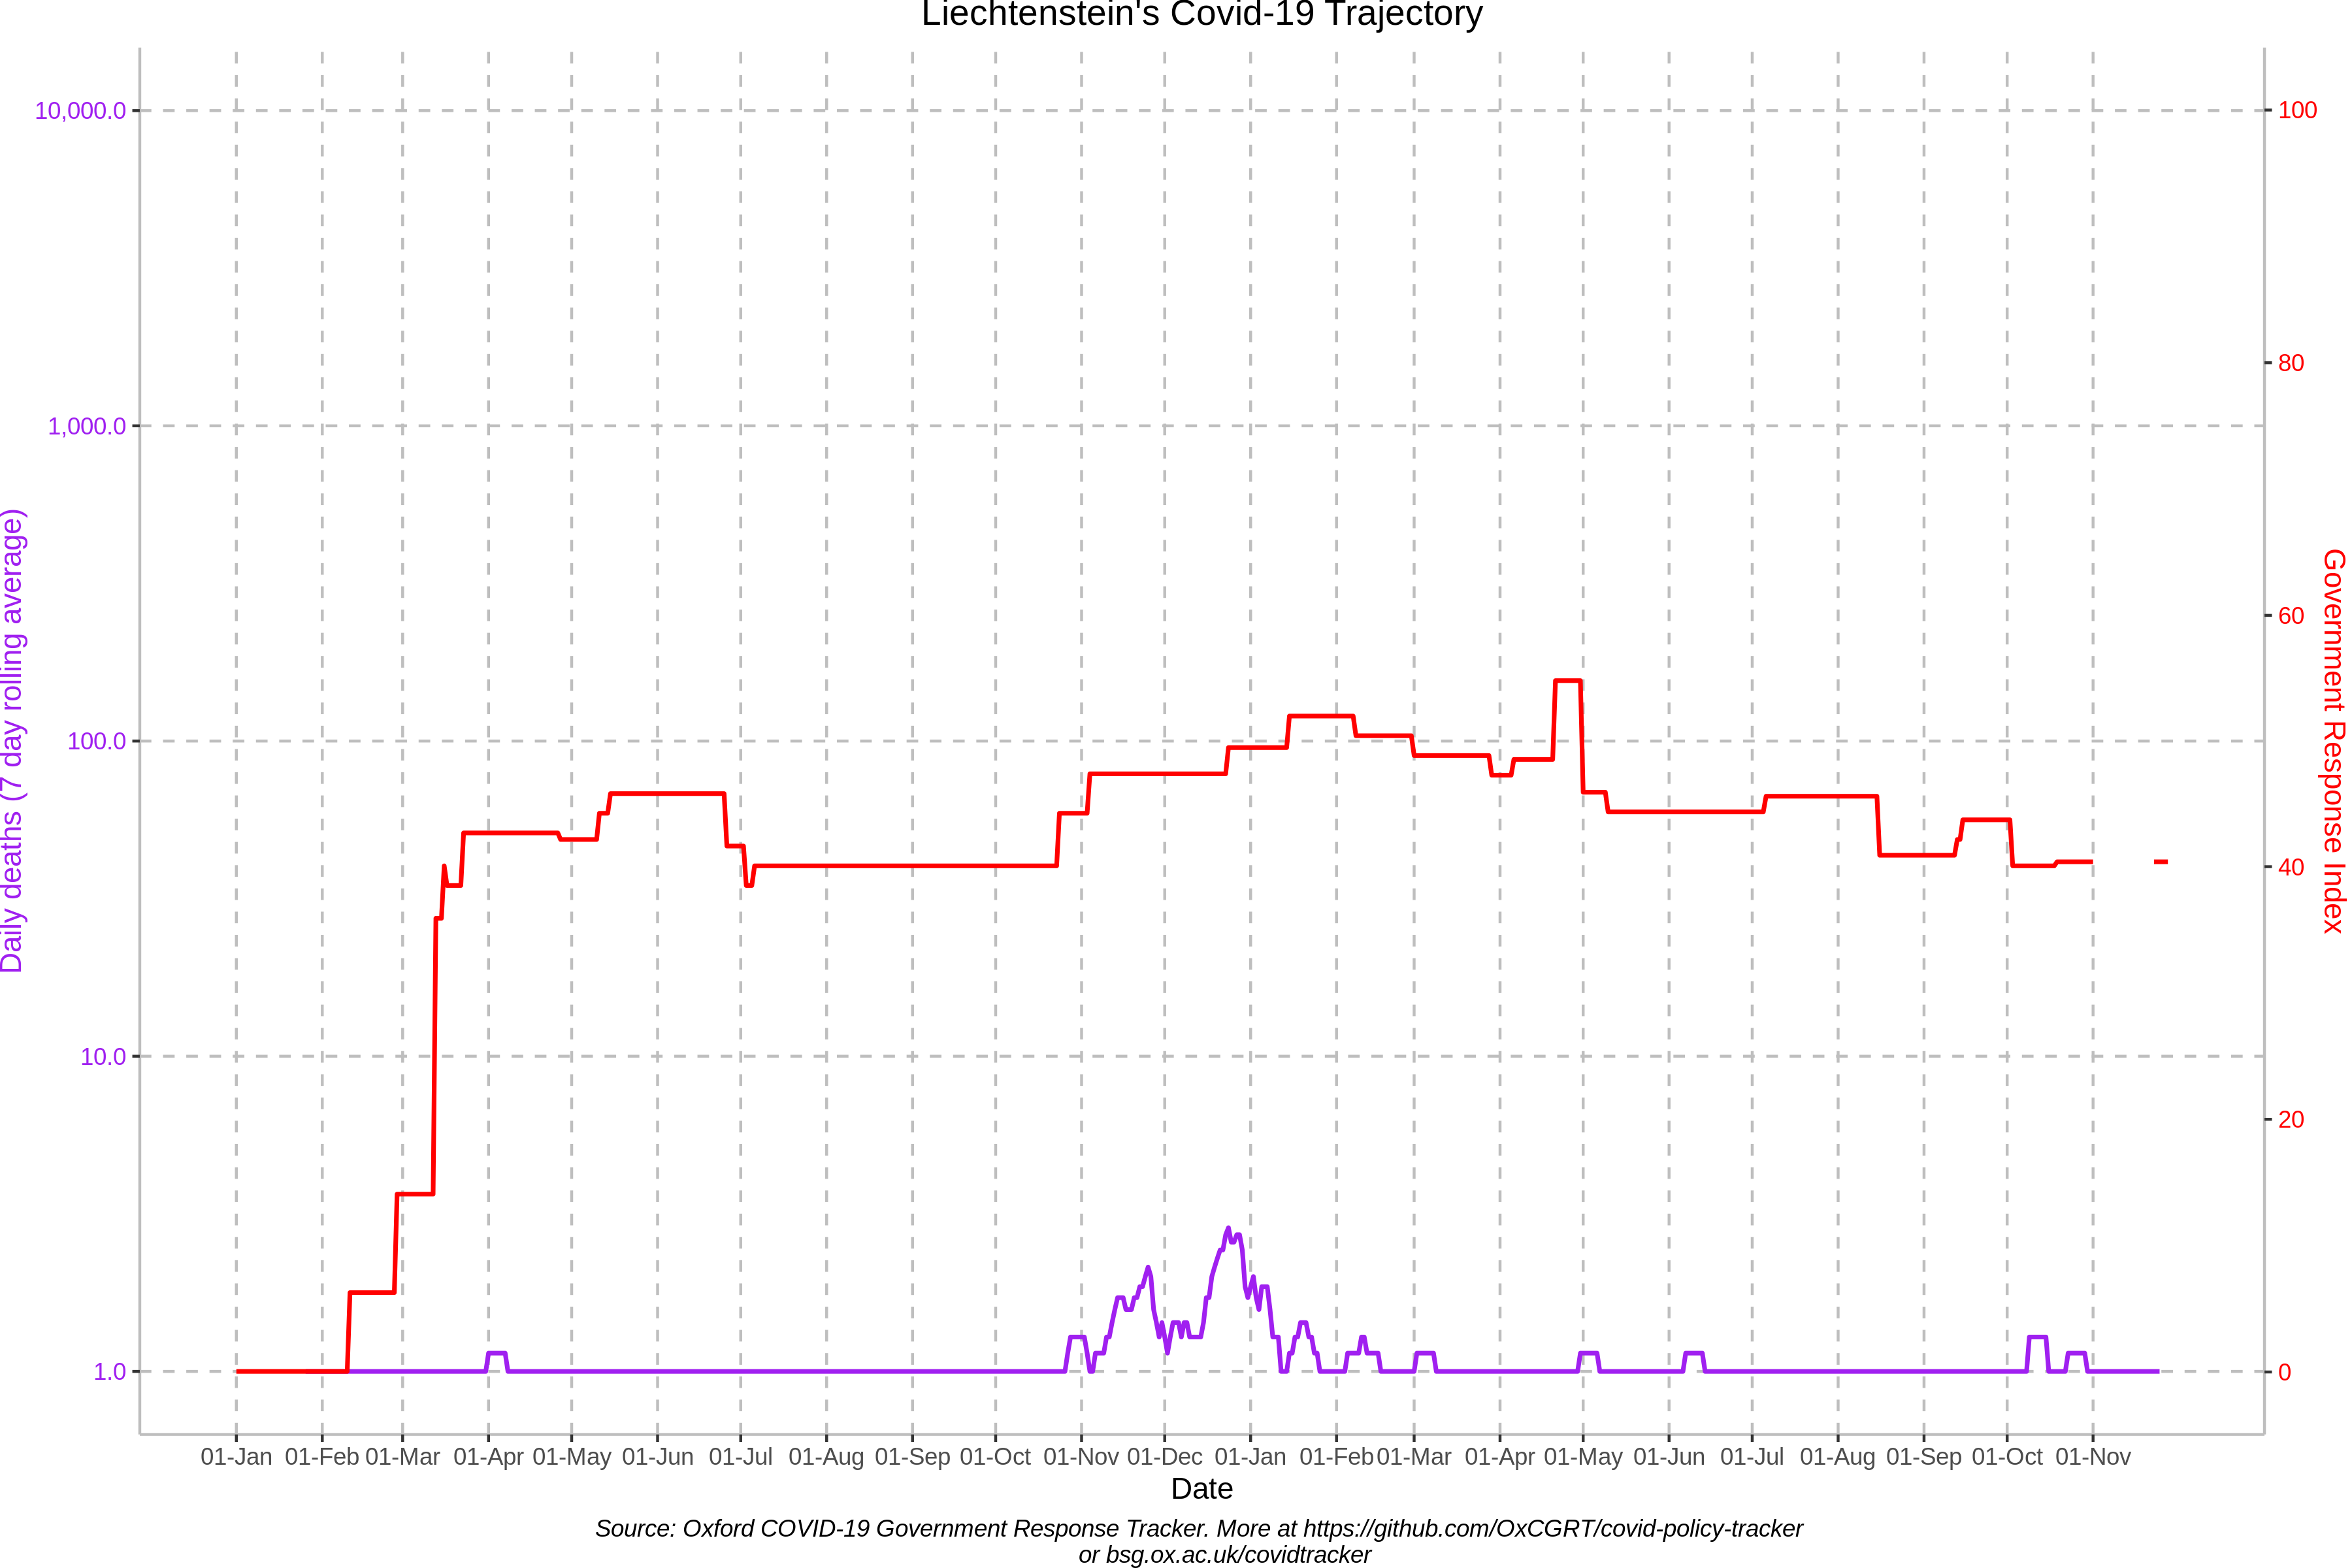 Liechtenstein's Covid-19 Trajectory
Daily deaths (7 day rolling average)
10,000.0
1,000.0
100.0
10.0
1.0
100
80
60
40
20
0
Government Response Index
01-Jan 01-Feb 01-Mar 01-Apr 01-May 01-Jun 01-Jul 01-Aug 01-Sep 01-Oct 01-Nov 01-Dec 01-Jan 01-Feb 01-Mar 01-Apr 01-May 01-Jun 01-Jul 01-Aug 01-Sep 01-Oct 01-Nov
Date
Source: Oxford COVID-19 Government Response Tracker. More at https://github.com/OxCGRT/covid-policy-tracker
or bsg.ox.ac.uk/covidtracker